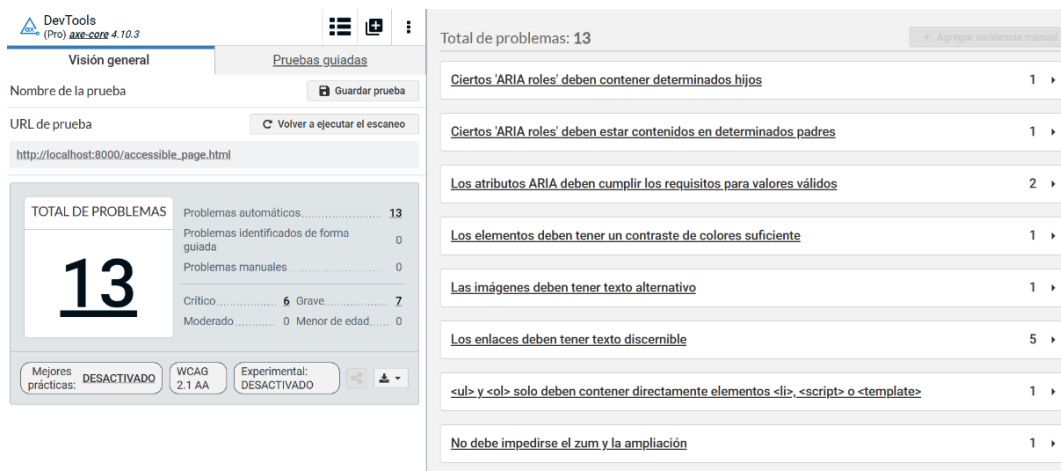 DevTools
(Pro) axe-core 4.10.3
Visión general
Pruebas guiadas
Nombre de la prueba
Guardar prueba
URL de prueba
Volver a ejecutar el escaneo
http://localhost:8000/accessible_page.html
TOTAL DE PROBLEMAS
13
Problemas automáticos 13
Problemas identificados de forma
guiada 0
Problemas manuales 0
Crítico 6 Grave 7
Moderado 0 Menor de edad 0
Mejores
prácticas: DESACTIVADO
WCAG
2.1 AA
Experimental:
DESACTIVADO
Total de problemas: 13
+ Agregar incidencia manual
Ciertos 'ARIA roles' deben contener determinados hijos 1
Ciertos 'ARIA roles' deben estar contenidos en determinados padres 1
Los atributos ARIA deben cumplir los requisitos para valores válidos 2
Los elementos deben tener un contraste de colores suficiente 1
Las imágenes deben tener texto alternativo 1
Los enlaces deben tener texto discernible 5
<ul> y <ol> solo deben contener directamente elementos <li>, <script> o <template> 1
No debe impedirse el zum y la ampliación 1